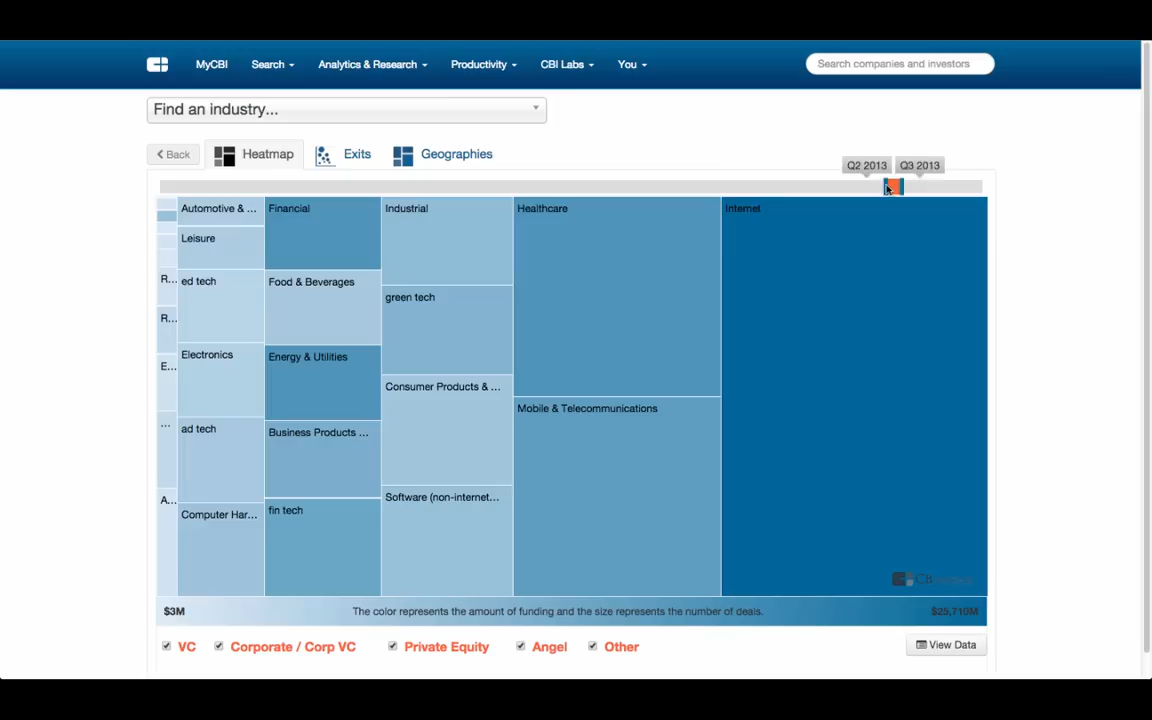 MyCBI Search Analytics & Research Productivity CBI Labs You Search companies and investors
Find an industry...
Back Heatmap Exits Geographies
Q2 2013 Q3 2013
Automotive & ... Financial Industrial Healthcare Internet
Leisure
R... ed tech Food & Beverages
green tech
R...
E... Electronics Energy & Utilities
Consumer Products & ...
Mobile & Telecommunications
... ad tech Business Products ...
A... Software (non-internet...
Computer Har... fin tech
CB
$3M The color represents the amount of funding and the size represents the number of deals. $25,710M
VC Corporate / Corp VC Private Equity Angel Other View Data